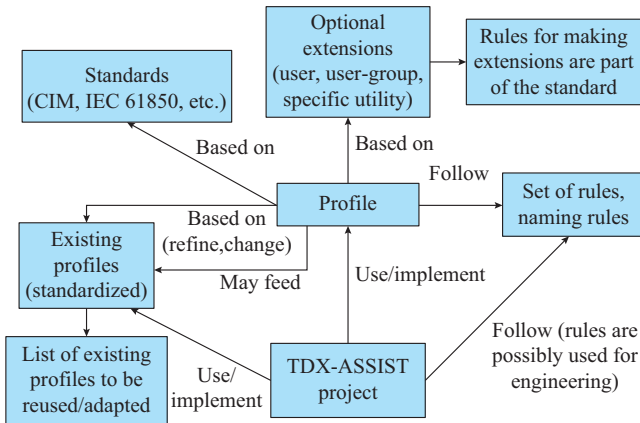 Optional
extensions
(user, user-group,
specific utility)
Rules for making
extensions are part
of the standard
Standards
(CIM, IEC 61850, etc.)
Based on
Based on
Follow
Profile
Set of rules,
naming rules
Existing
profiles
(standardized)
Based on
(refine,change)
May feed
Use/implement
List of existing
profiles to be
reused/adapted
Use/
implement
TDX-ASSIST
project
Follow (rules are
possibly used for
engineering)